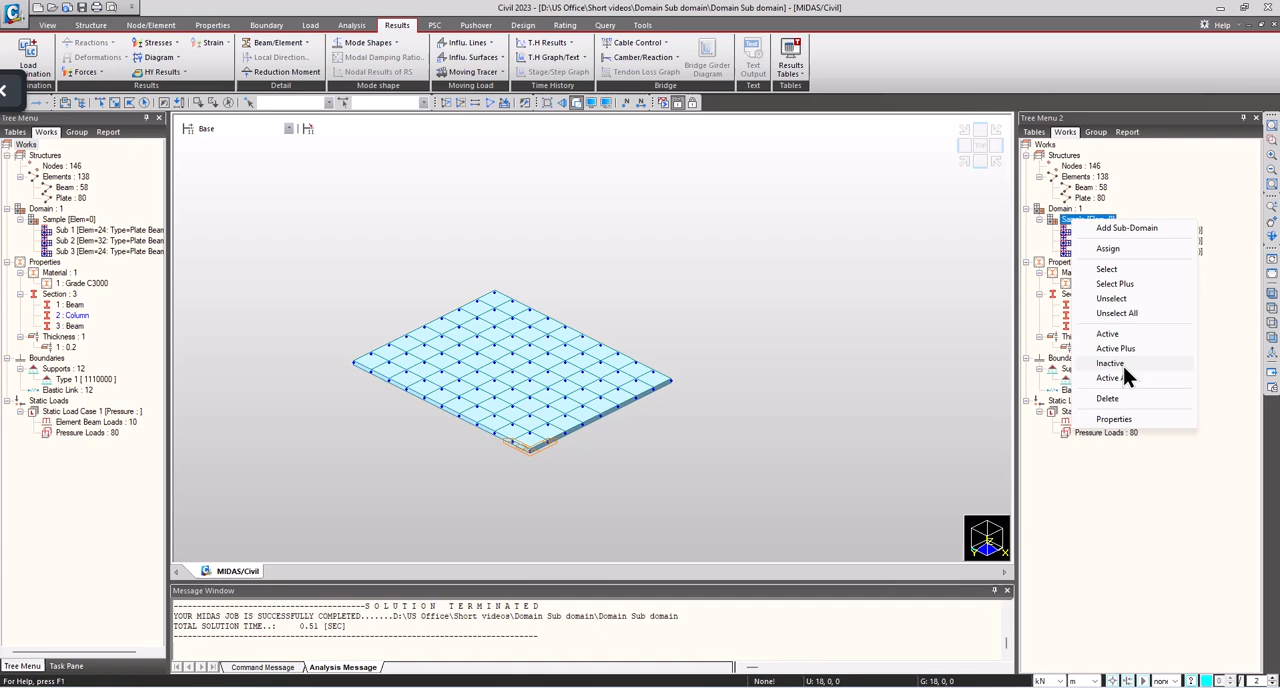 Civil 2023 - [D:\US Office\Short videos\Domain Sub domain\Domain Sub domain] - [MIDAS/Civil]
View Structure Node/Element Properties Boundary Load Analysis Results PSC Pushover Design Rating Query Tools Help
Reactions Stresses Strain Beam/Element Mode Shapes Influ. Lines T.H Results Cable Control
Deformations Diagram Local Direction.. Modal Damping Ratio.. Influ. Surfaces T.H Graph/Text Camber/Reaction
Forces HY Results Reduction Moment Nodal Results of RS Moving Tracer Stage/Step Graph Tendon Loss Graph
Load
Bridge Girder Diagram
Text Output
Results Tables
Results Detail Mode shape Moving Load Time History Bridge Text Tables
Tree Menu
Tables Works Group Report
Works
Structures
Nodes : 146
Elements : 138
Beam : 58
Plate : 80
Domain : 1
Sample [Elem=0]
Sub 1 [Elem=24: Type=Plate Bean
Sub 2 [Elem=32: Type=Plate Bean
Sub 3 [Elem=24: Type=Plate Bean
Properties
Material : 1
1 : Grade C3000
Section : 3
1 : Beam
2 : Column
3 : Beam
Thickness : 1
1 : 0.2
Boundaries
Supports : 12
Type 1 [1110000 ]
Elastic Link : 12
Static Loads
Static Load Case 1 [Pressure ; ]
Element Beam Loads : 10
Pressure Loads : 80
Tree Menu Task Pane
Base
TOP
Z
Y X
MIDAS/Civil
Message Window
S O L U T I O N   T E R M I N A T E D
YOUR MIDAS JOB IS SUCCESSFULLY COMPLETED.......D:\US Office\Short videos\Domain Sub domain\Domain Sub domain
TOTAL SOLUTION TIME..: 0.51 [SEC]
Command Message Analysis Message
Tree Menu 2
Tables Works Group Report
Works
Structures
Nodes : 146
Elements : 138
Beam : 58
Plate : 80
Domain : 1
Add Sub-Domain
Assign
Select
Select Plus
Unselect
Unselect All
Active
Active Plus
Inactive
Active
Delete
Properties
Pressure Loads : 80
For Help, press F1
None! U: 18, 0, 0 G: 18, 0, 0 kN m none 0 / 2